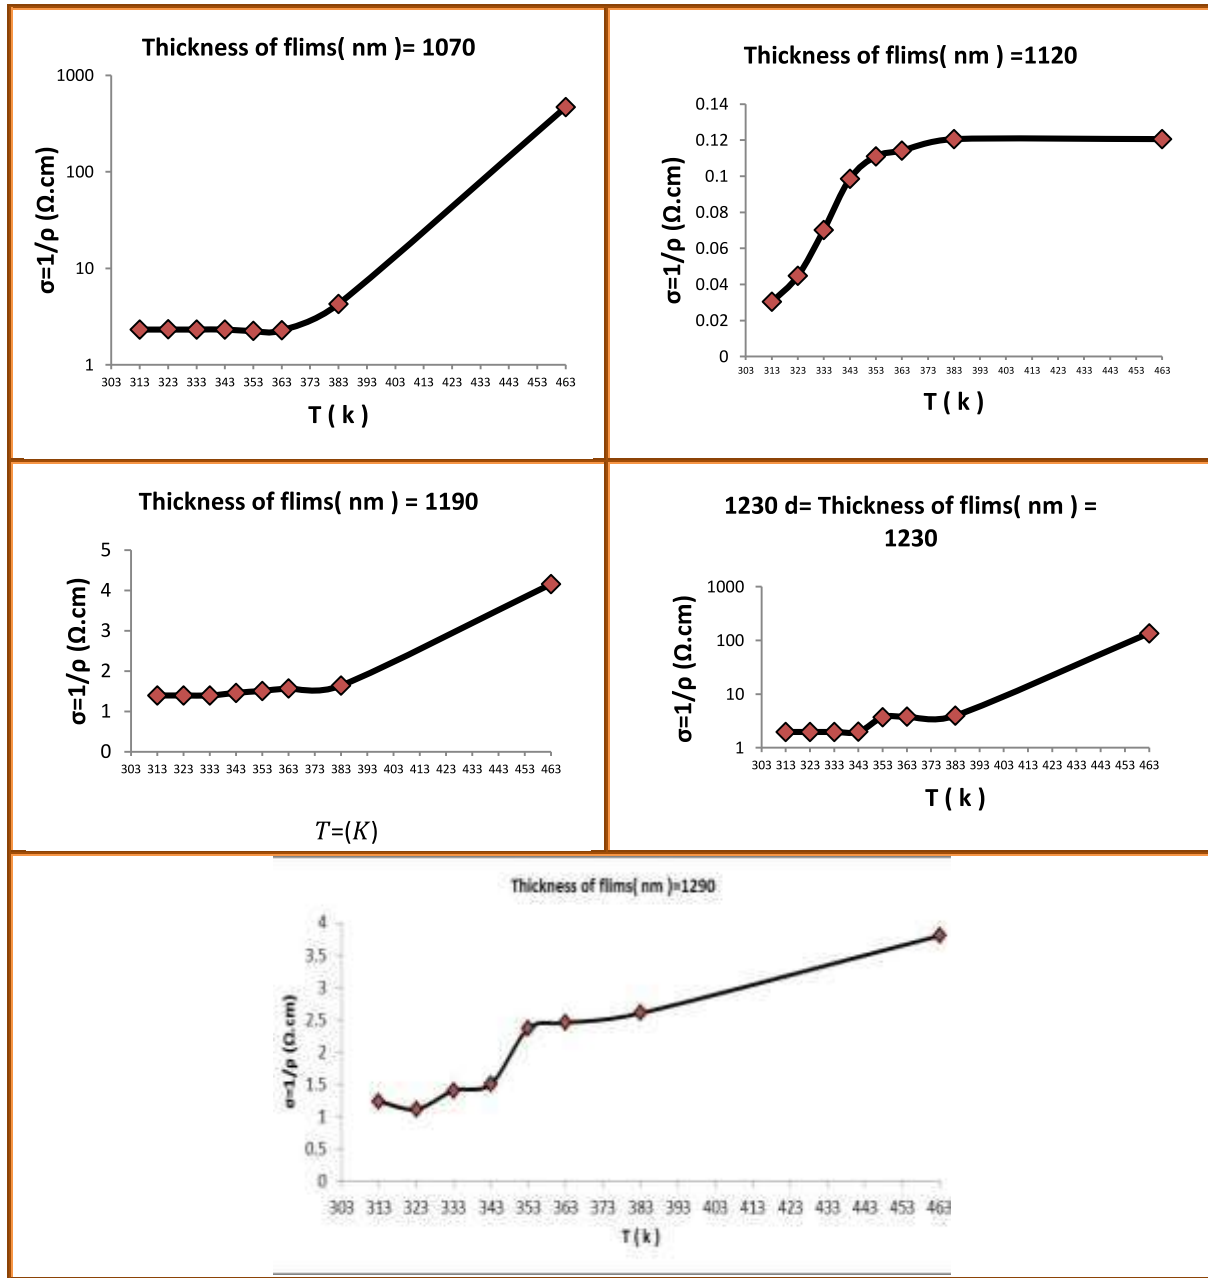 Thickness of flims( nm )= 1070
1000
100
10
1
303 313 323 333 343 353 363 373 383 393 403 413 423 433 443 453 463
σ=1/ρ (Ω.cm)
T ( k )
Thickness of flims( nm ) =1120
0.14
0.12
0.1
0.08
0.06
0.04
0.02
0
303 313 323 333 343 353 363 373 383 393 403 413 423 433 443 453 463
σ=1/ρ (Ω.cm)
T ( k )
Thickness of flims( nm ) = 1190
5
4
3
2
1
0
303 313 323 333 343 353 363 373 383 393 403 413 423 433 443 453 463
σ=1/ρ (Ω.cm)
T=(K)
1230 d= Thickness of flims( nm ) =
1230
1000
100
10
1
303 313 323 333 343 353 363 373 383 393 403 413 423 433 443 453 463
σ=1/ρ (Ω.cm)
T ( k )
Thickness of flims( nm )=1290
4
3.5
3
2.5
2
1.5
1
0.5
0
303 313 323 333 343 353 363 373 383 393 403 413 423 433 443 453 463
σ=1/ρ (Ω.cm)
T ( k )